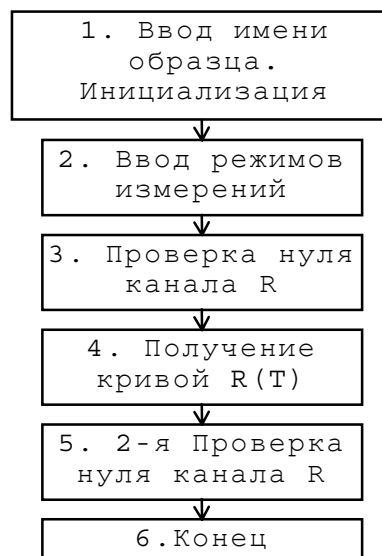 1. Ввод имени
образца.
Инициализация
2. Ввод режимов
измерений
3. Проверка нуля
канала R
4. Получение
кривой R(T)
5. 2-я Проверка
нуля канала R
6.Конец